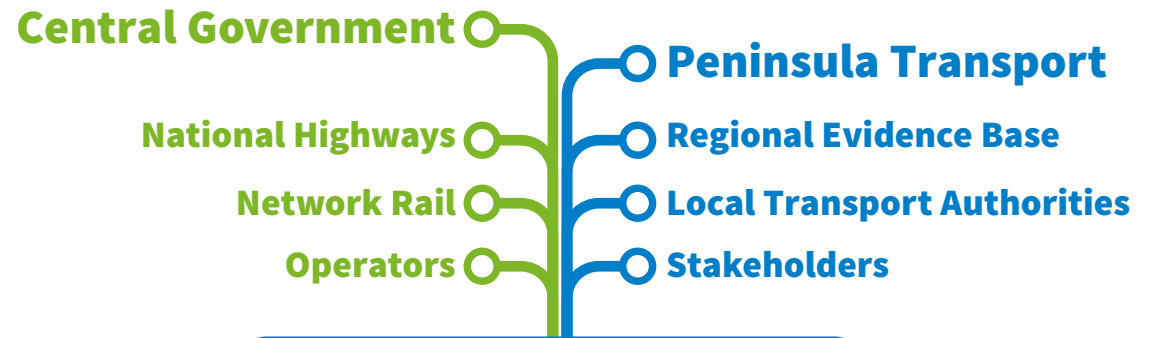 Central Government
Peninsula Transport
National Highways
Regional Evidence Base
Network Rail
Local Transport Authorities
Operators
Stakeholders